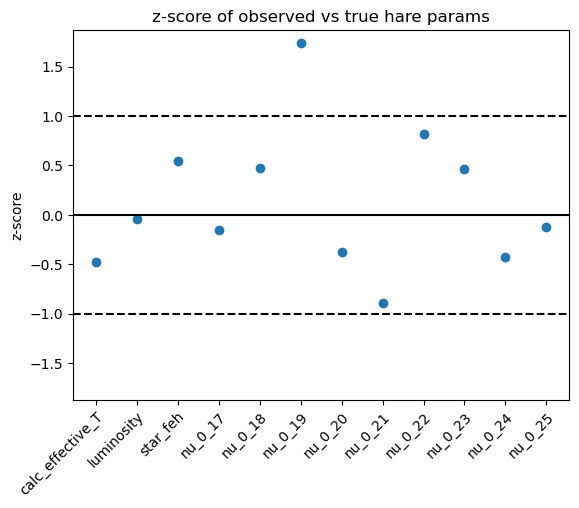 z-score of observed vs true hare params
z-score
1.5
1.0
0.5
0.0
−0.5
−1.0
−1.5
calc_effective_T
luminosity
star_feh
nu_0_17
nu_0_18
nu_0_19
nu_0_20
nu_0_21
nu_0_22
nu_0_23
nu_0_24
nu_0_25